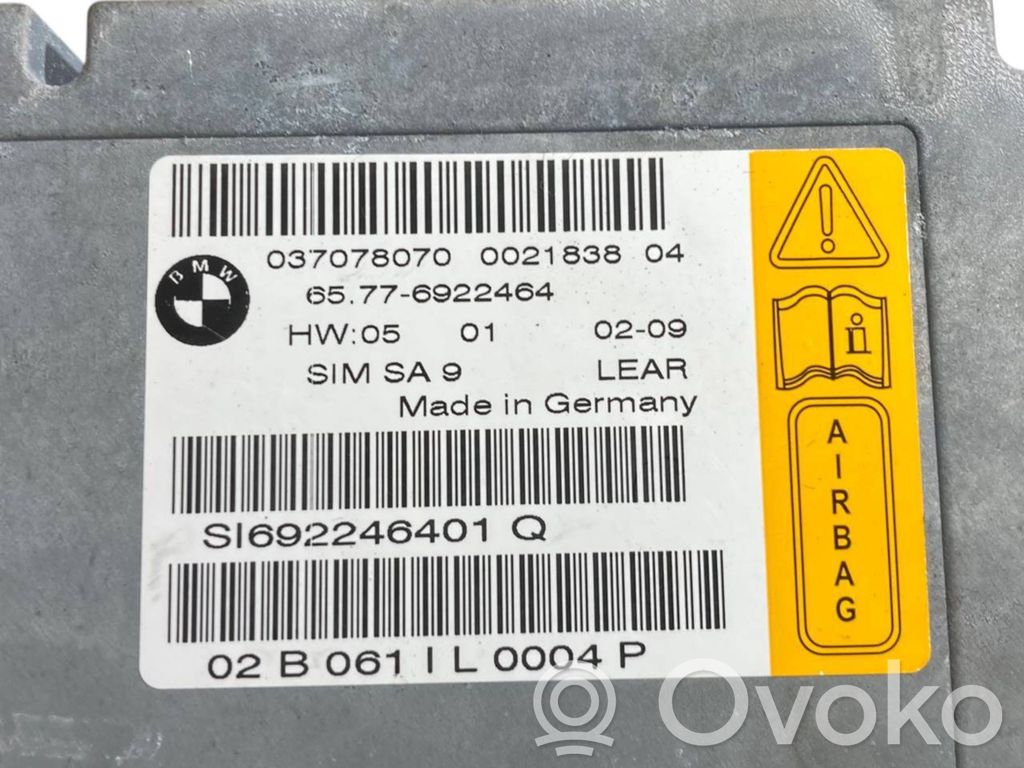 037078070 0021838 04
BMW
65.77-6922464
HW:05 01 02-09
SIM SA 9 LEAR
Made in Germany
SI692246401 Q
02 B 061 I L 0004 P
AIRBAG
Ovoko